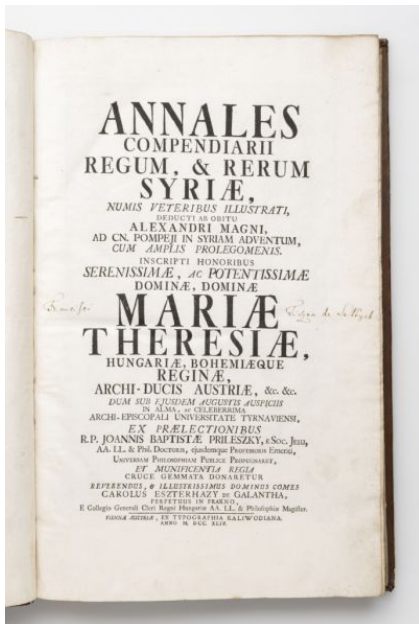 ANNALES
COMPENDIARII
REGUM, & RERUM
SYRIÆ,
NUMIS VETERIBUS ILLUSTRATI,
DEDUCTI AB OBITU
ALEXANDRI MAGNI,
AD CN. POMPEJI IN SYRIAM ADVENTUM,
CUM AMPLIS PROLEGOMENIS.
INSCRIPTI HONORIBUS
SERENISSIMÆ, AC POTENTISSIMÆ
DOMINÆ, DOMINÆ
MARIÆ
THERESIÆ,
HUNGARIÆ, BOHEMIÆQUE
REGINÆ,
ARCHI-DUCIS AUSTRIÆ, &c. &c.
DUM SUB EJUSDEM AUGUSTIS AUSPICIIS
IN ALMA, AC CELEBERRIMA
ARCHI-EPISCOPALI UNIVERSITATE TYRNAVIENSI,
EX PRÆLECTIONIBUS
R.P. JOANNIS BAPTISTÆ PRILESZKY, e Soc. Jesu,
AA. LL. & Phil. Doctoris, ejusdemque Professoris Emeriti,
Universam Philosophiam Publice Propugnaret,
ET MUNIFICENTIA REGIA
CRUCE GEMMATA DONARETUR
REVERENDUS, & ILLUSTRISSIMUS DOMINUS COMES
CAROLUS ESZTERHAZY DE GALANTHA,
PERPETUUS IN FRAKNO,
E Collegio Generali Cleri Regni Hungariæ AA. LL. & Philosophiæ Magister.
VIENNÆ AUSTRIÆ, EX TYPOGRAPHIA KALIWODIANA.
ANNO M. DCC. XLIV.